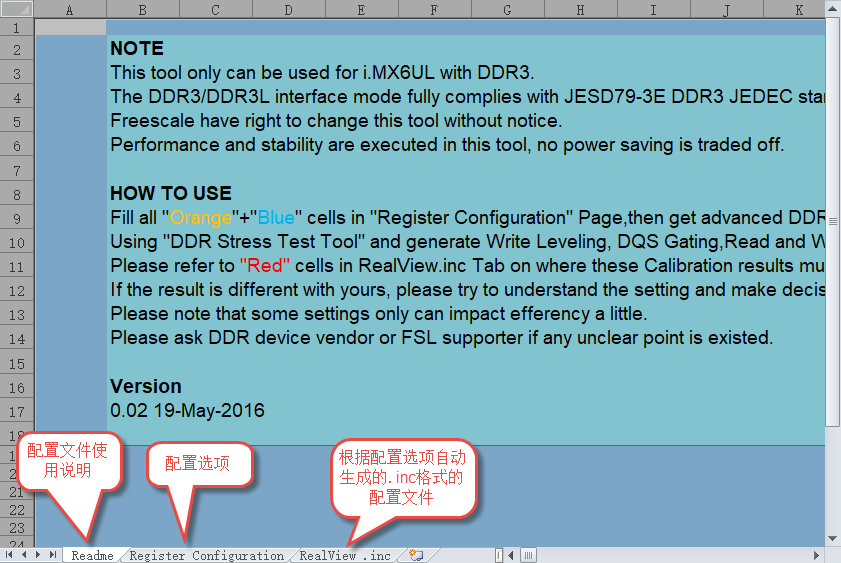 A B C D E F G H I J K
1
2 NOTE
3 This tool only can be used for i.MX6UL with DDR3.
4 The DDR3/DDR3L interface mode fully complies with JESD79-3E DDR3 JEDEC star
5 Freescale have right to change this tool without notice.
6 Performance and stability are executed in this tool, no power saving is traded off.
7
8 HOW TO USE
9 Fill all "Orange"+"Blue" cells in "Register Configuration" Page,then get advanced DDR
10 Using "DDR Stress Test Tool" and generate Write Leveling, DQS Gating,Read and W
11 Please refer to "Red" cells in RealView.inc Tab on where these Calibration results mu
12 If the result is different with yours, please try to understand the setting and make decis
13 Please note that some settings only can impact efferency a little.
14 Please ask DDR device vendor or FSL supporter if any unclear point is existed.
15
16 Version
17 0.02 19-May-2016
18
配置文件使
用说明
配置选项
根据配置选项自动
生成的.inc格式的
配置文件
21
22
23
24
Readme Register Configuration RealView .inc